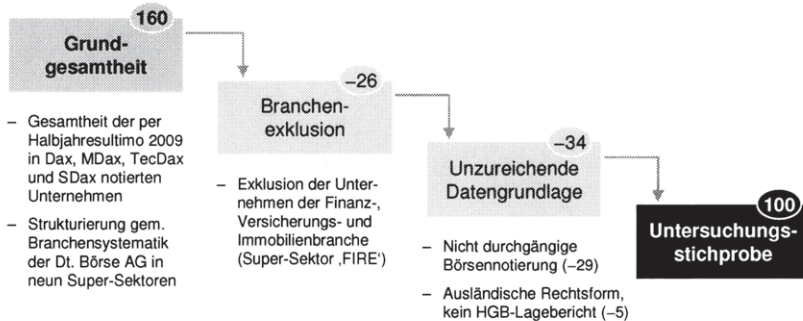 160
Grund-
gesamtheit
– Gesamtheit der per
Halbjahresultimo 2009
in Dax, MDax, TecDax
und SDax notierten
Unternehmen
– Strukturierung gem.
Branchensystematik
der Dt. Börse AG in
neun Super-Sektoren
–26
Branchen-
exklusion
– Exklusion der Unter-
nehmen der Finanz-,
Versicherungs- und
Immobilienbranche
(Super-Sektor ‚FIRE‘)
–34
Unzureichende
Datengrundlage
– Nicht durchgängige
Börsennotierung (–29)
– Ausländische Rechtsform,
kein HGB-Lagebericht (–5)
100
Untersuchungs-
stichprobe